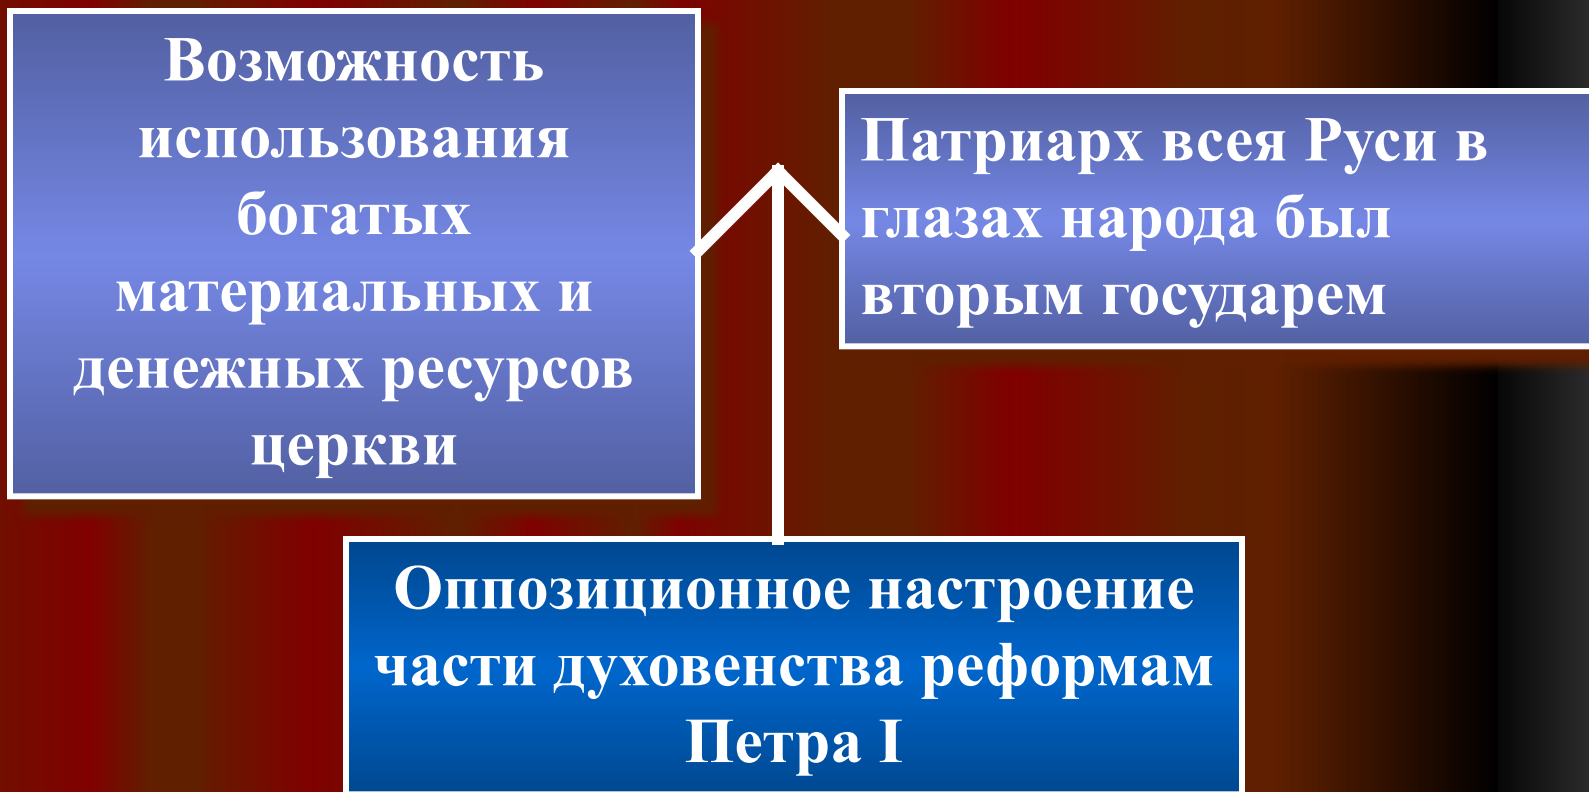 Возможность
использования
богатых
материальных и
денежных ресурсов
церкви
Патриарх всея Руси в
глазах народа был
вторым государем
Оппозиционное настроение
части духовенства реформам
Петра I